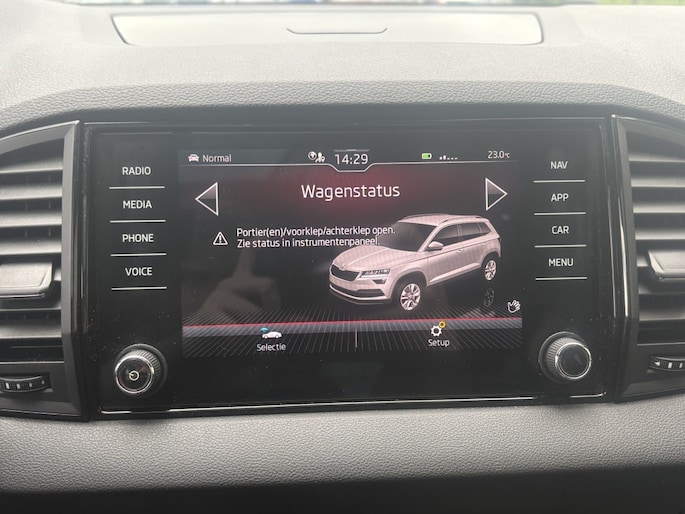 RADIO
MEDIA
PHONE
VOICE
Normal
14:29
23.0°C
Wagenstatus
Portier(en)/voorklep/achterklep open.
Zie status in instrumentenpaneel.
Selectie
Setup
NAV
APP
CAR
MENU